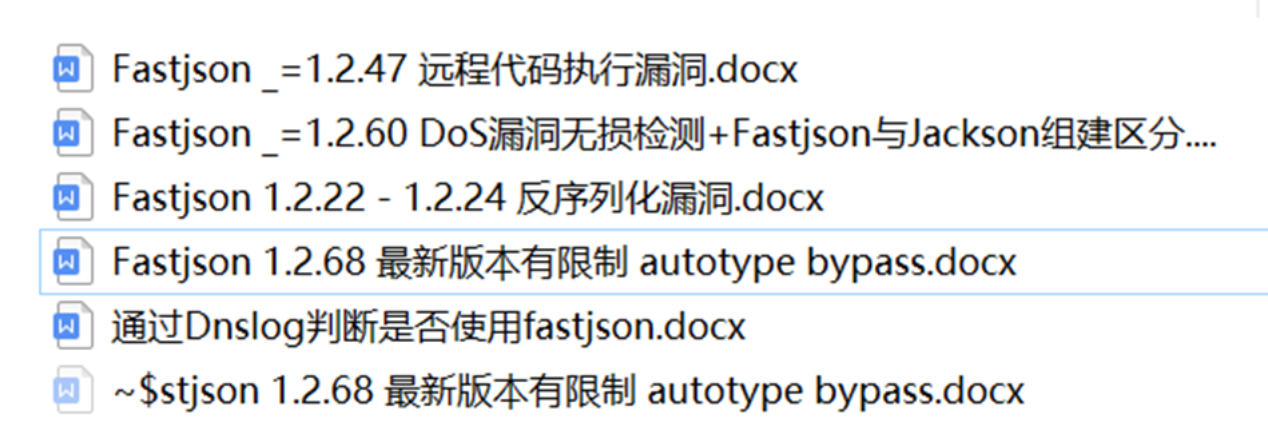 Fastjson _=1.2.47 远程代码执行漏洞.docx
Fastjson _=1.2.60 DoS漏洞无损检测+Fastjson与Jackson组建区分....
Fastjson 1.2.22 - 1.2.24 反序列化漏洞.docx
Fastjson 1.2.68 最新版本有限制 autotype bypass.docx
通过Dnslog判断是否使用fastjson.docx
~$stjson 1.2.68 最新版本有限制 autotype bypass.docx